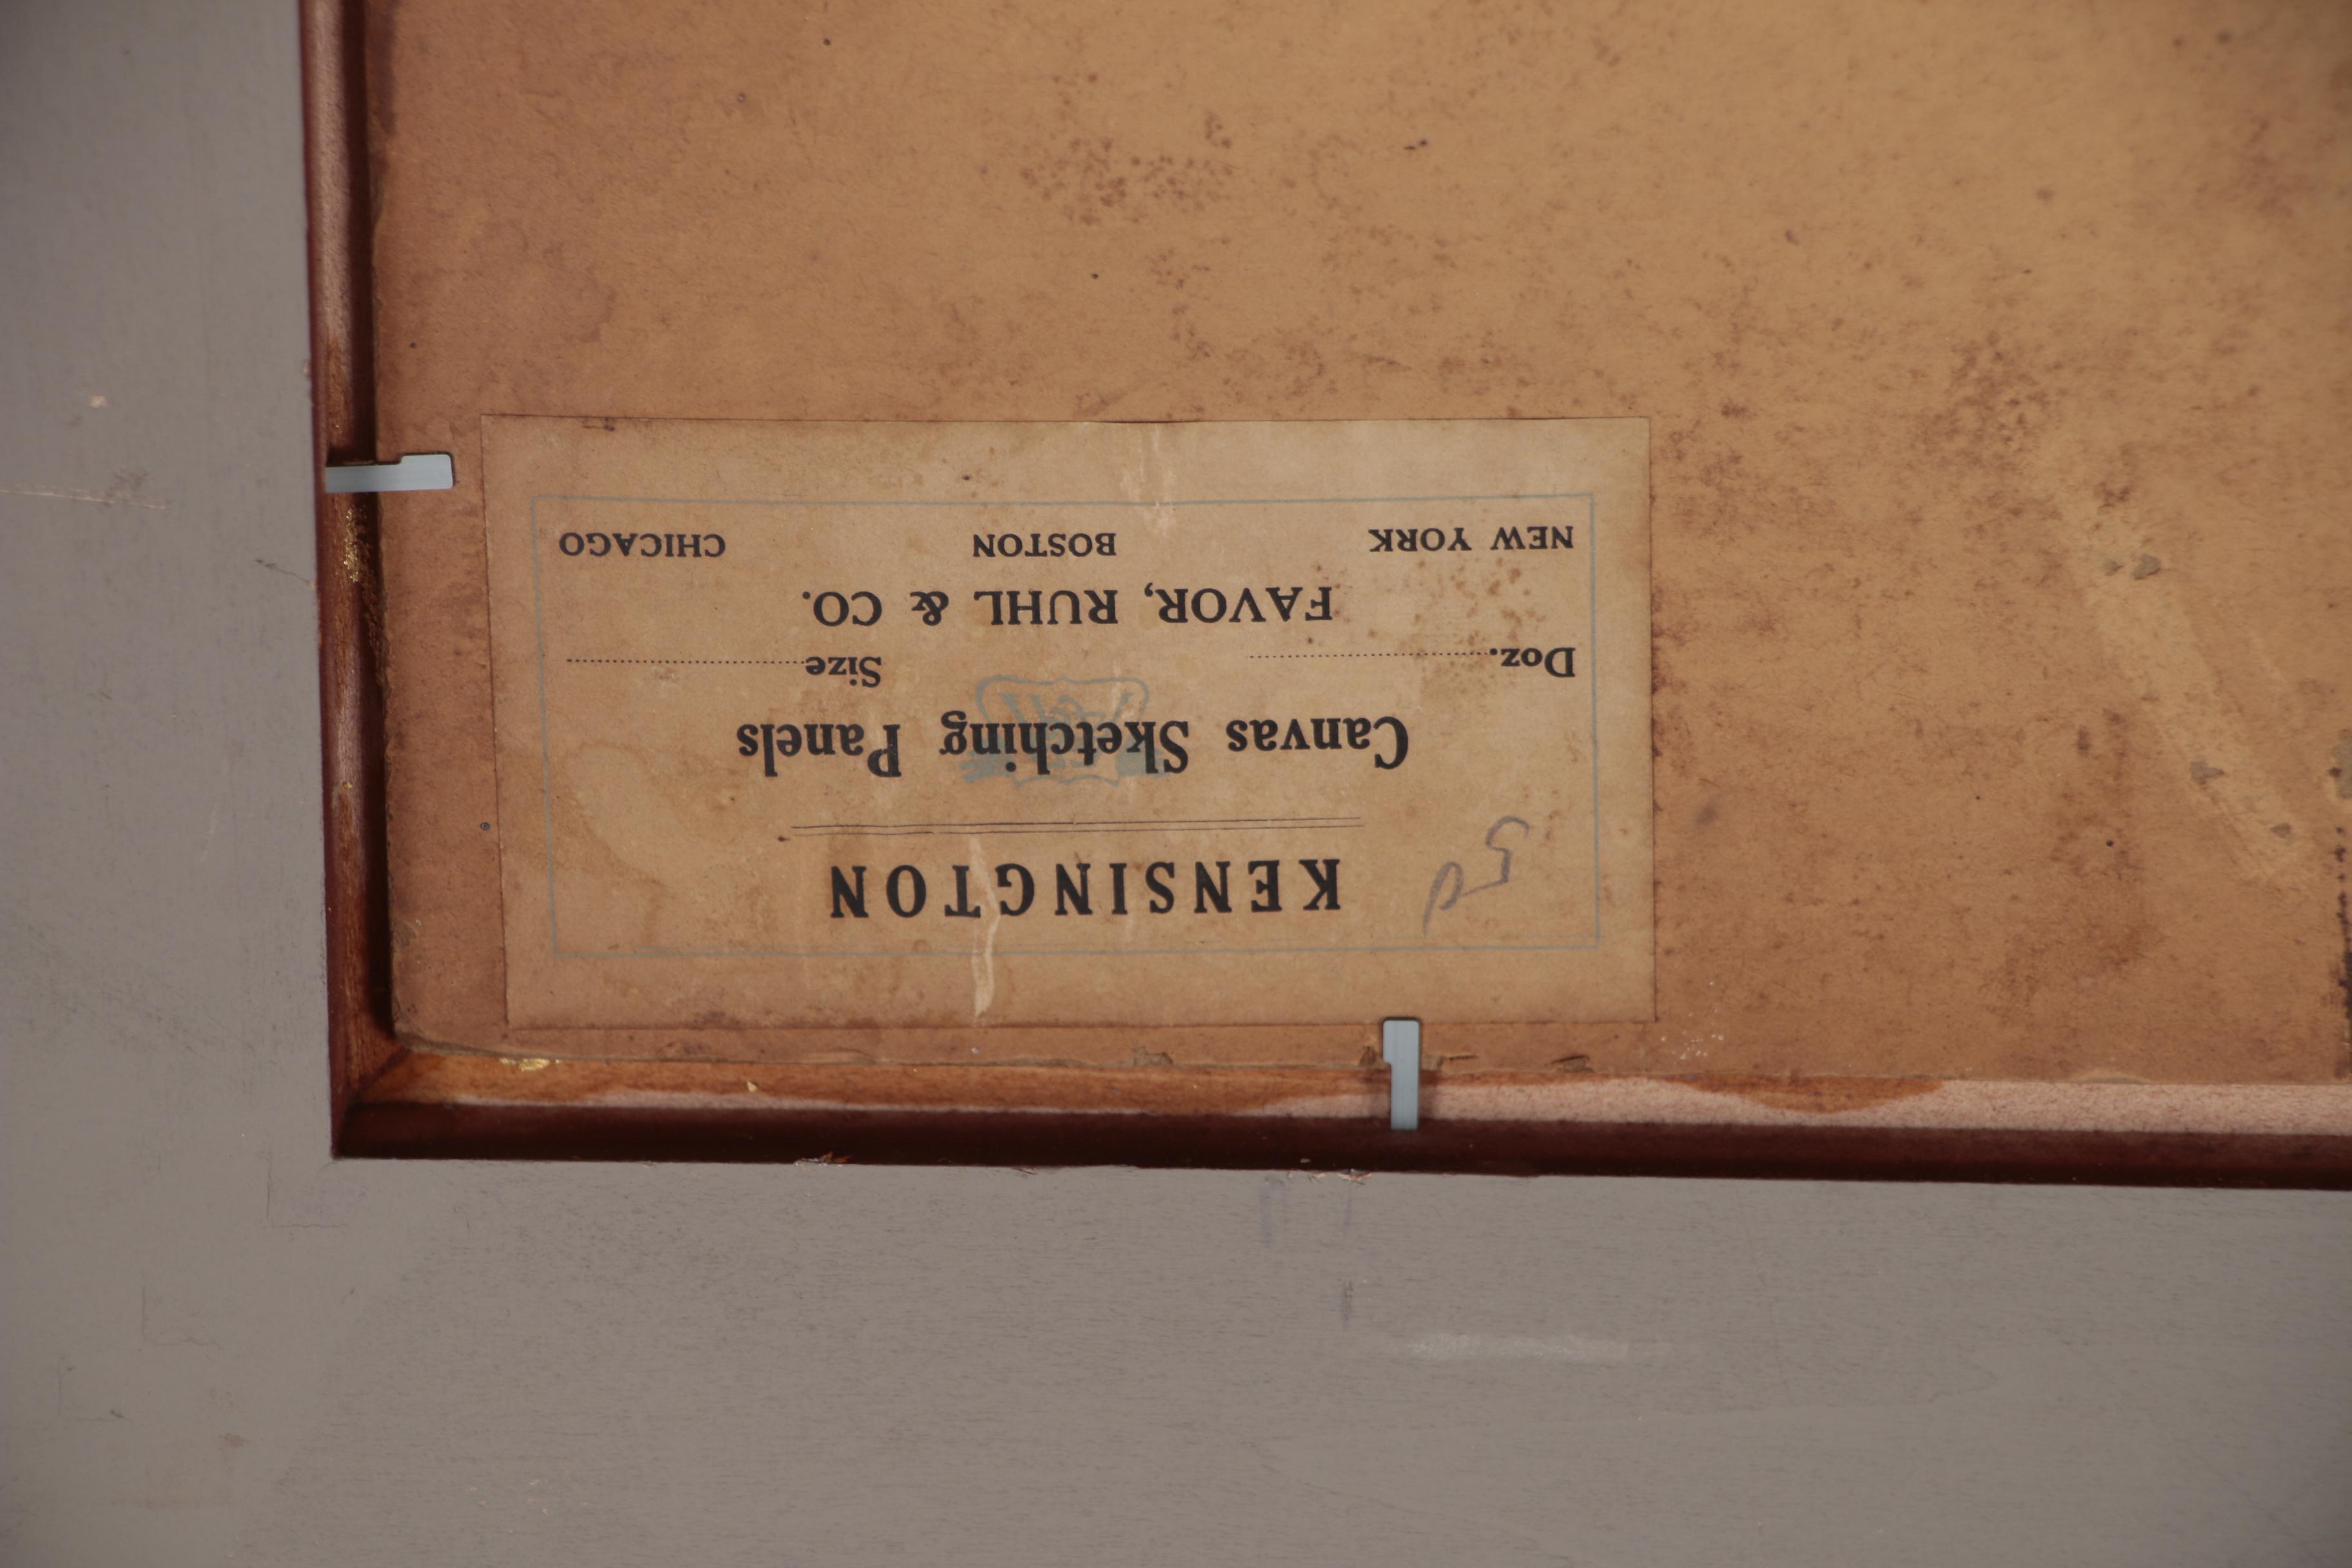 KENSINGTON
Canvas Sketching Panels
Doz. Size
FAVOR, RUHL & CO.
NEW YORK BOSTON CHICAGO